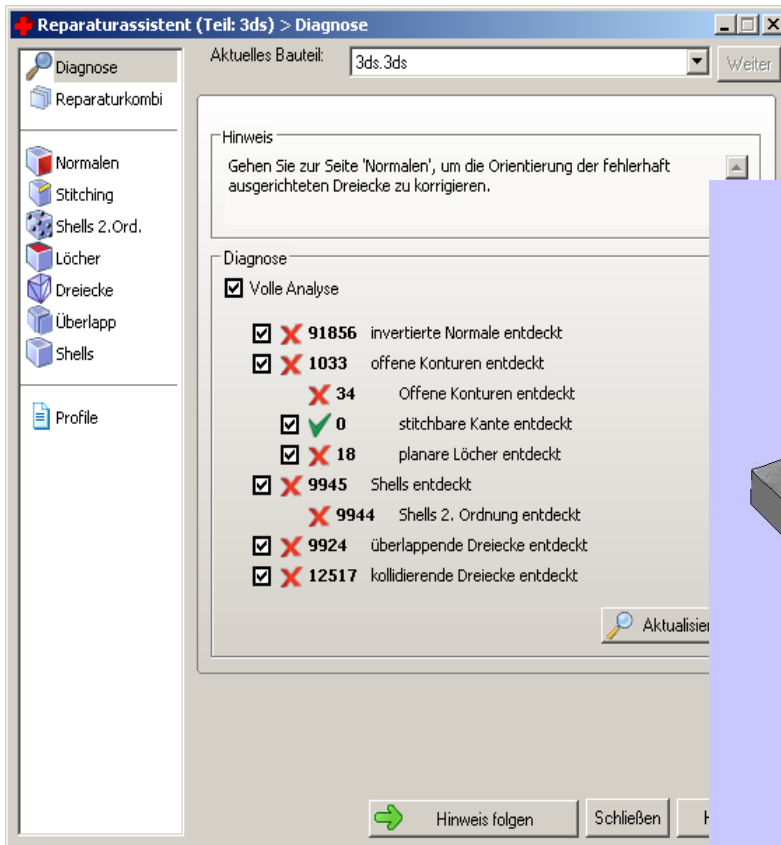 Reparaturassistent (Teil: 3ds) > Diagnose
Diagnose
Reparaturkombi
Normalen
Stitching
Shells 2.Ord.
Löcher
Dreiecke
Überlapp
Shells
Profile
Aktuelles Bauteil:
3ds.3ds
Weiter
Hinweis
Gehen Sie zur Seite 'Normalen', um die Orientierung der fehlerhaft
ausgerichteten Dreiecke zu korrigieren.
Diagnose
Volle Analyse
91856 invertierte Normale entdeckt
1033 offene Konturen entdeckt
34 Offene Konturen entdeckt
0 stitchbare Kante entdeckt
18 planare Löcher entdeckt
9945 Shells entdeckt
9944 Shells 2. Ordnung entdeckt
9924 überlappende Dreiecke entdeckt
12517 kollidierende Dreiecke entdeckt
Aktualisier
Hinweis folgen
Schließen